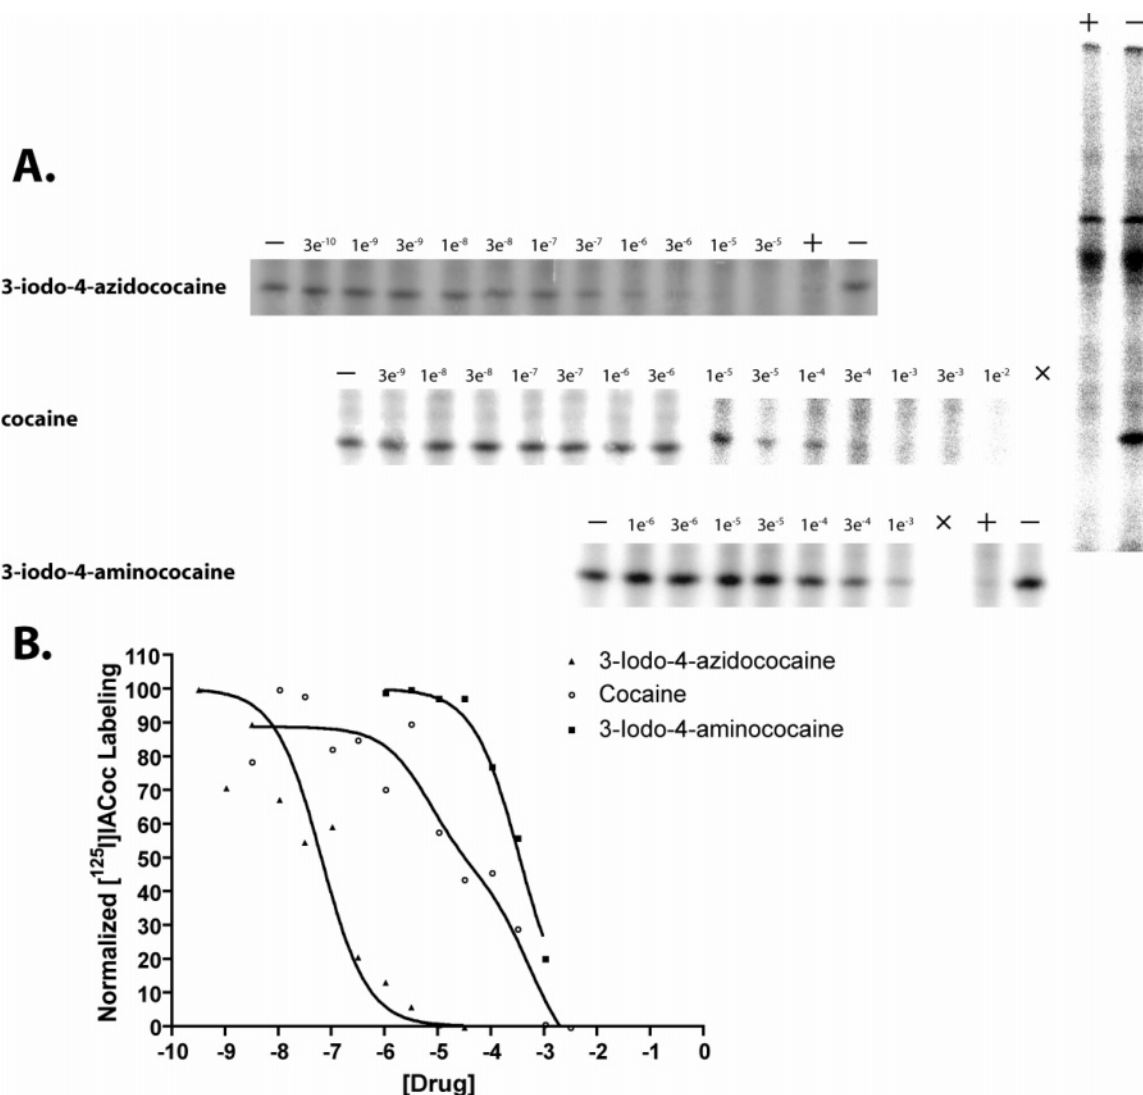 + −
A.
− 3e-10 1e-9 3e-9 1e-8 3e-8 1e-7 3e-7 1e-6 3e-6 1e-5 3e-5 + −
3-iodo-4-azidococaine
− 3e-9 1e-8 3e-8 1e-7 3e-7 1e-6 3e-6 1e-5 3e-5 1e-4 3e-4 1e-3 3e-3 1e-2 ×
cocaine
− 1e-6 3e-6 1e-5 3e-5 1e-4 3e-4 1e-3 × + −
3-iodo-4-aminococaine
B.
Normalized [125I]IACoc Labeling
110
100
90
80
70
60
50
40
30
20
10
0
-10 -9 -8 -7 -6 -5 -4 -3 -2 -1 0
[Drug]
▲ 3-Iodo-4-azidococaine
○ Cocaine
■ 3-Iodo-4-aminococaine